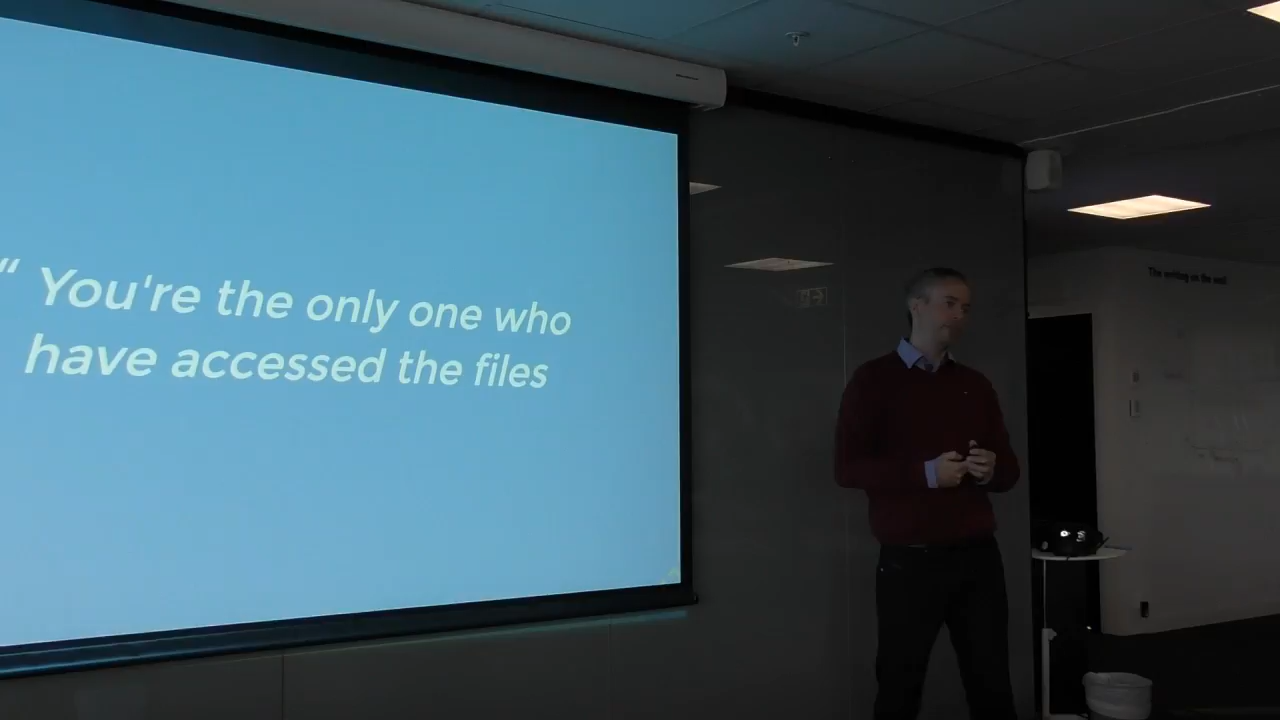 “ You're the only one who
have accessed the files
The writing on the wall